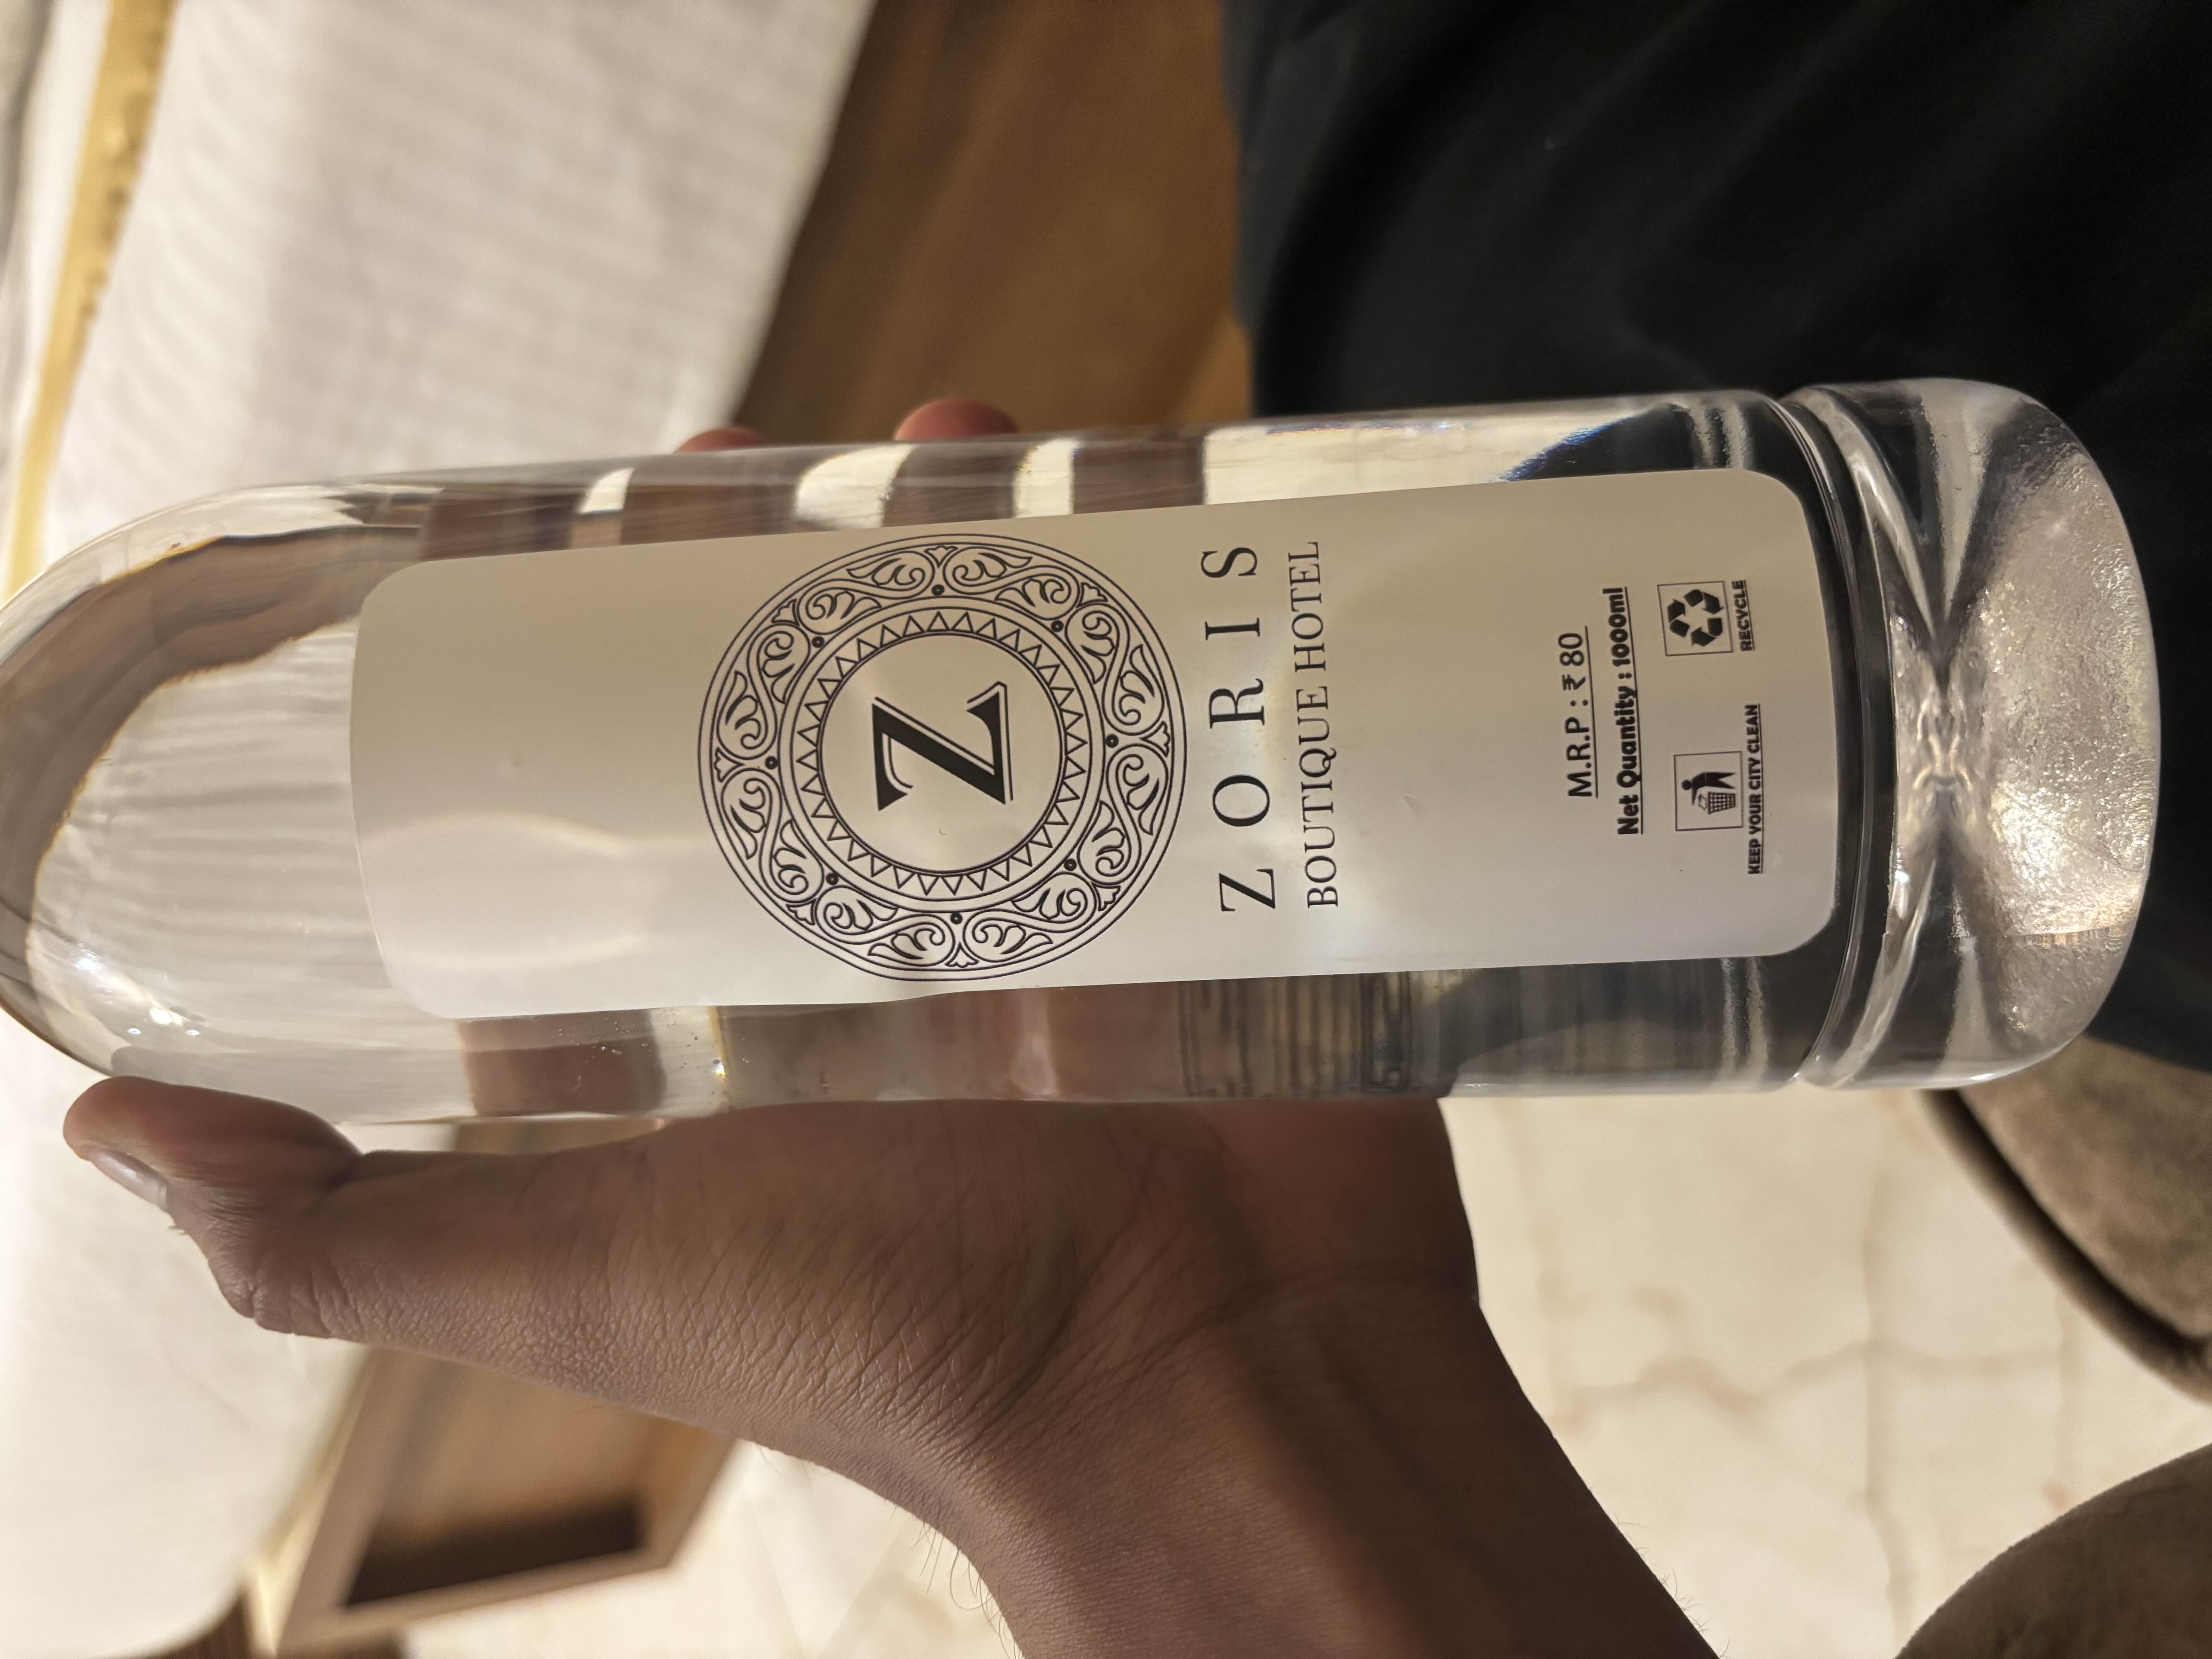 Z
ZORIS
BOUTIQUE HOTEL
M.R.P : ₹ 80
Net Quantity : 1000ml
KEEP YOUR CITY CLEAN
RECYCLE